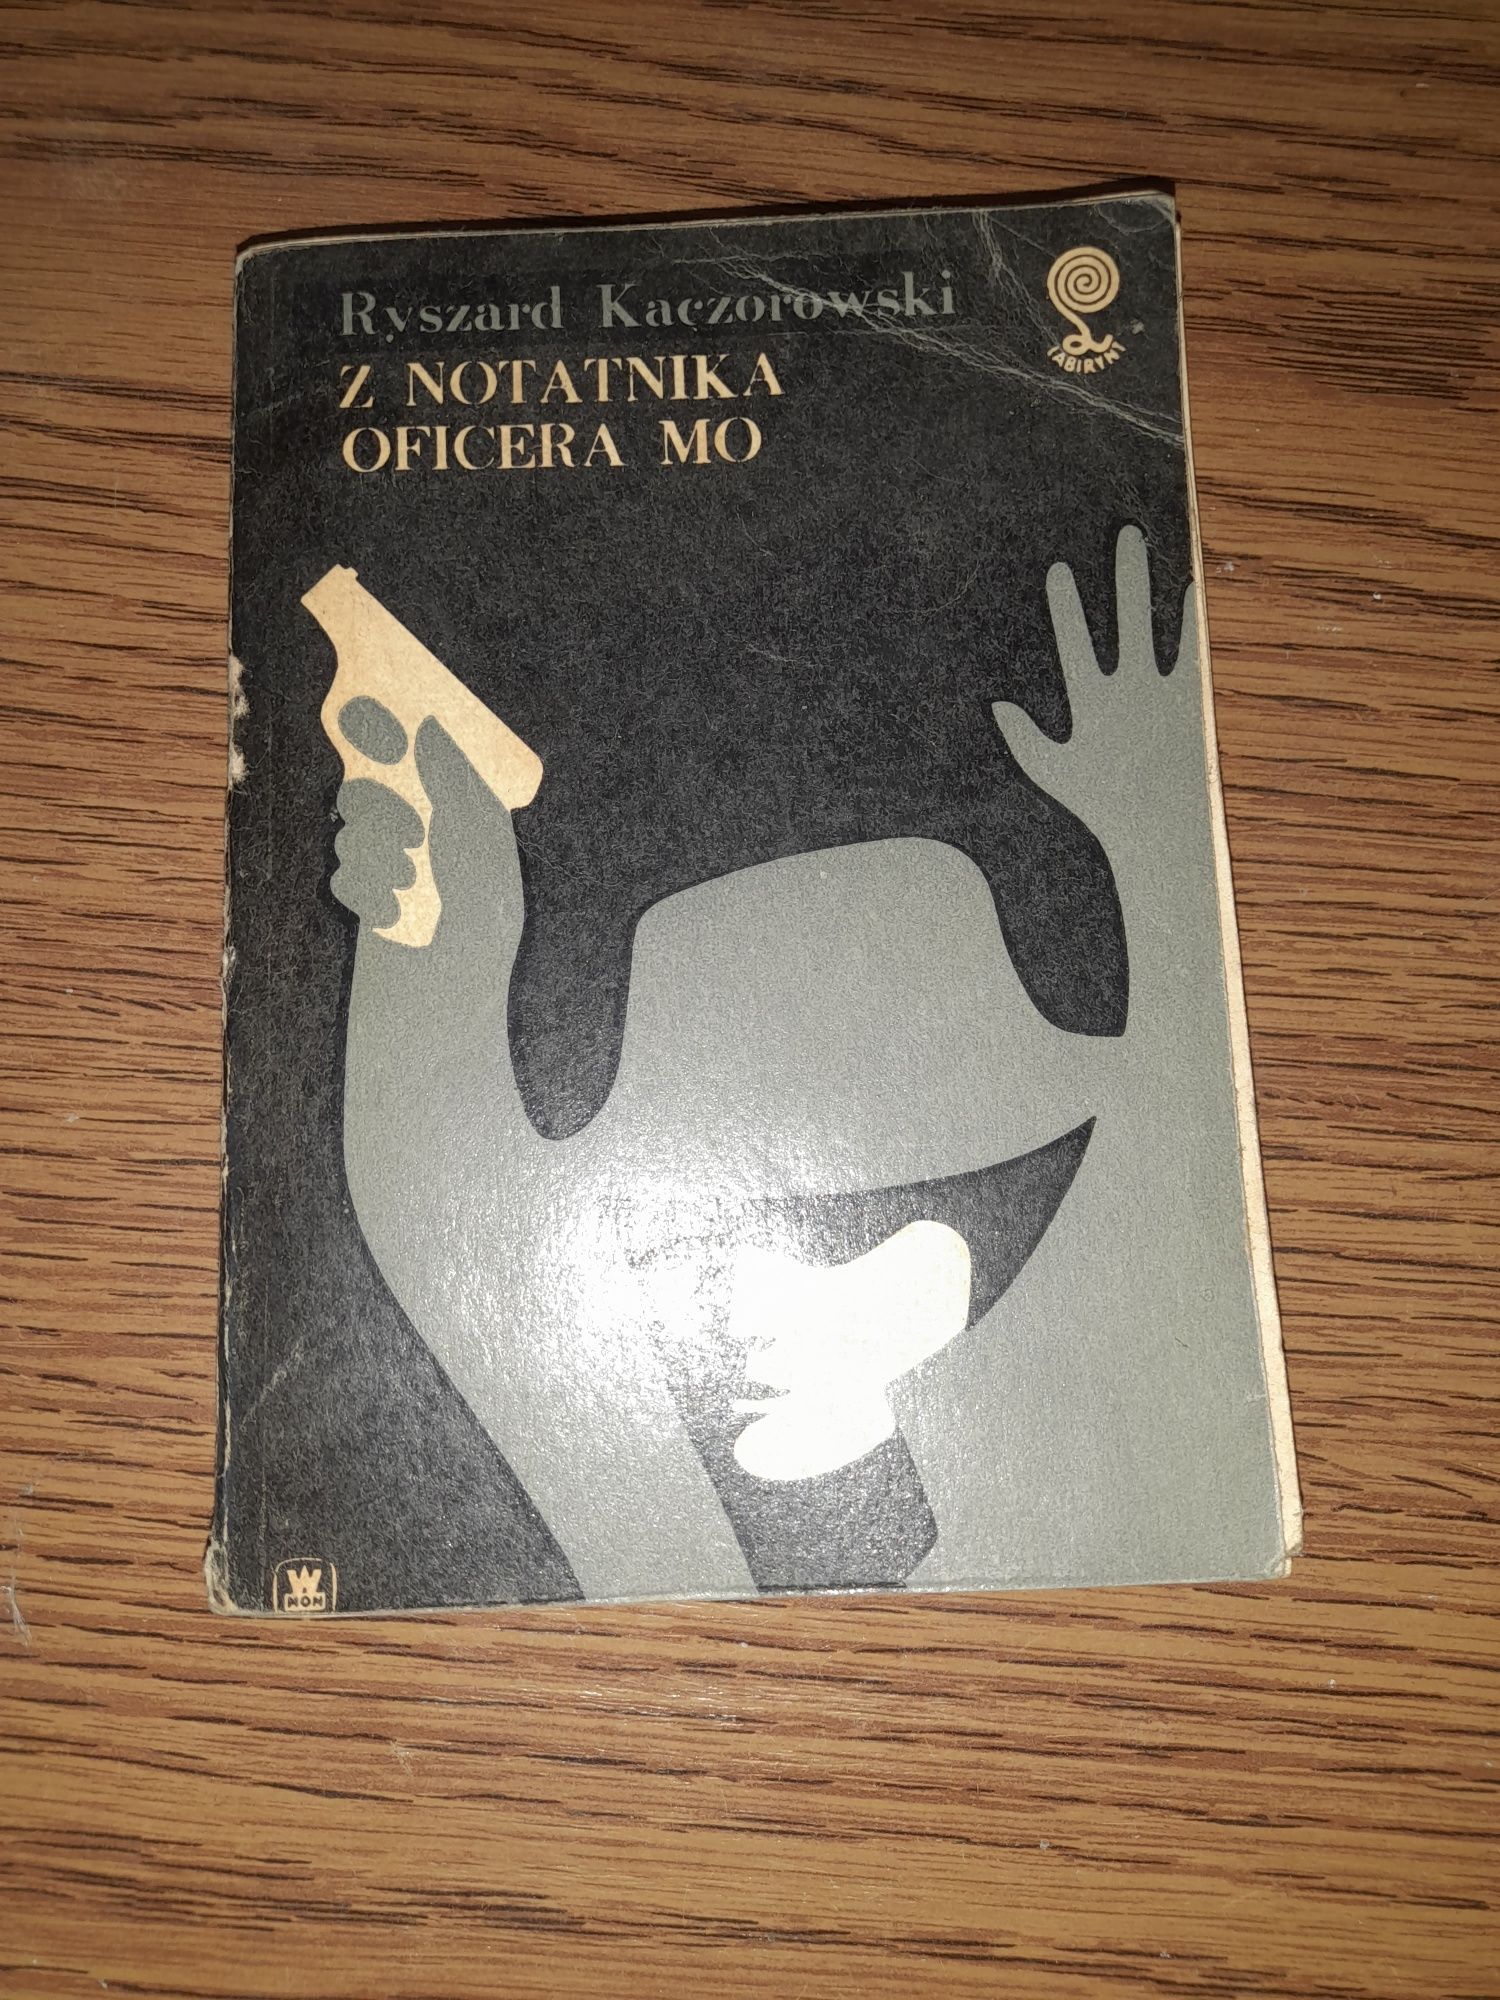 Ryszard Kaczorowski
LABIRYNT
Z NOTATNIKA
OFICERA MO
W
MON